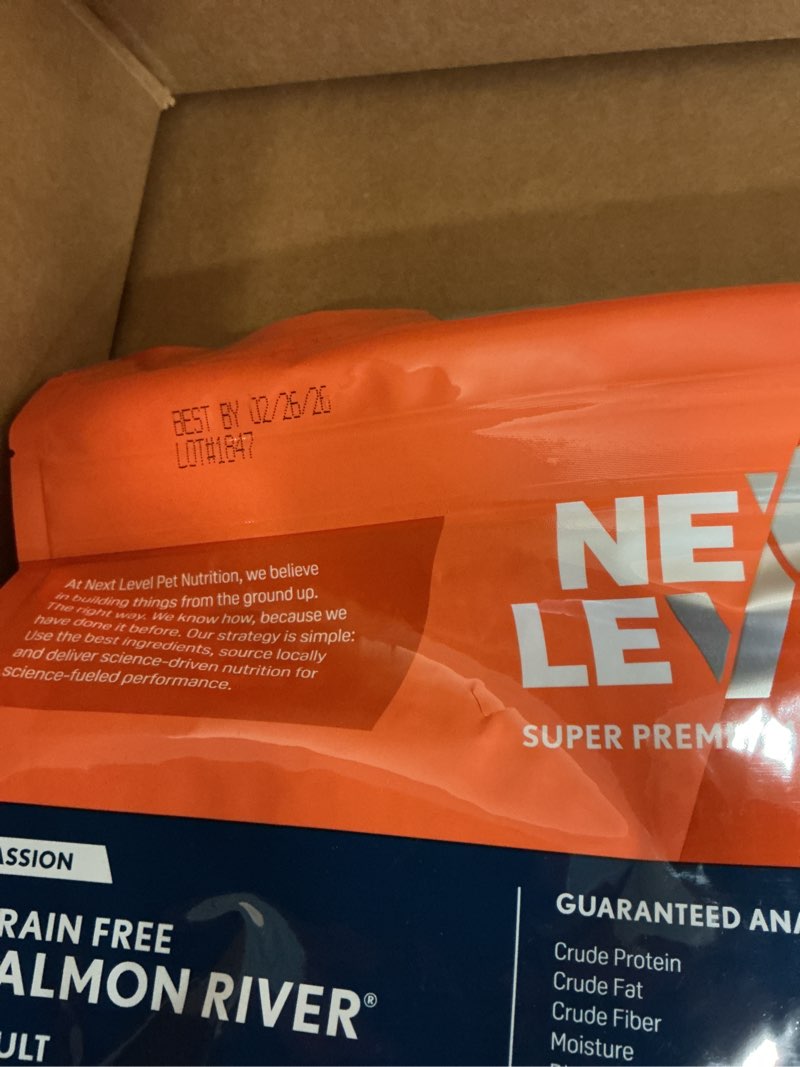 BEST BY 02/26/26
LOT#1847
At Next Level Pet Nutrition, we believe
in building things from the ground up.
The right way. We know how, because we
have done it before. Our strategy is simple:
Use the best ingredients, source locally
and deliver science-driven nutrition for
science-fueled performance.
NEX
LEV
SUPER PREMI
ASSION
RAIN FREE
ALMON RIVER®
ULT
GUARANTEED ANA
Crude Protein
Crude Fat
Crude Fiber
Moisture